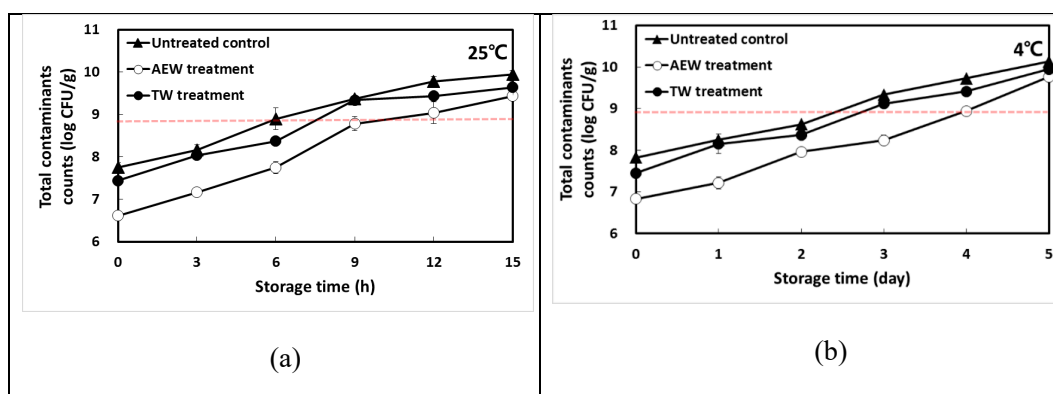 11
10
9
8
7
6
Total contaminants
counts (log CFU/g)
Untreated control
AEW treatment
TW treatment
25℃
0 3 6 9 12 15
Storage time (h)
(a)
11
10
9
8
7
6
Total contaminants
counts (log CFU/g)
Untreated control
AEW treatment
TW treatment
4℃
0 1 2 3 4 5
Storage time (day)
(b)